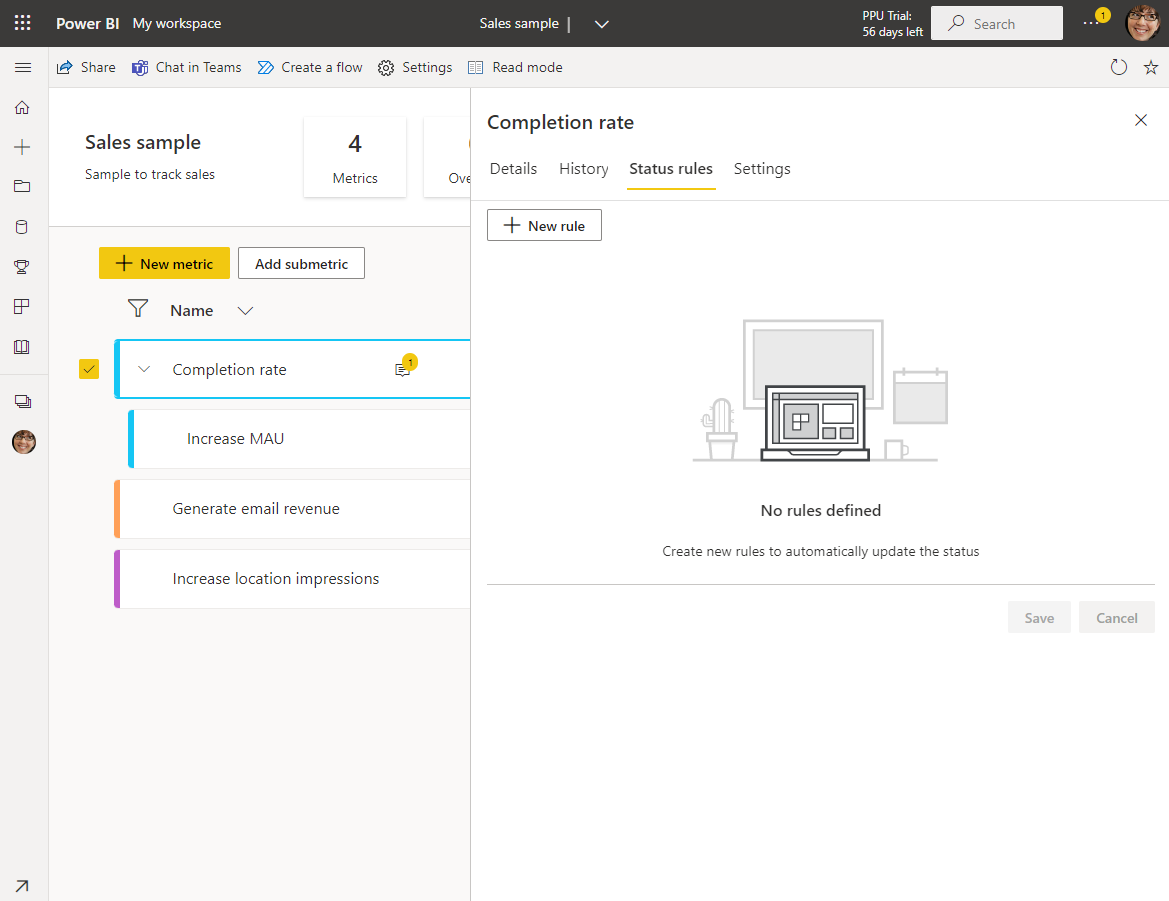 Power BI My workspace
Sales sample |
PPU Trial:
56 days left
Search
1
Share
Chat in Teams
Create a flow
Settings
Read mode
Sales sample
Sample to track sales
4
Metrics
Ove
Completion rate
Details
History
Status rules
Settings
New rule
New metric
Add submetric
Name
Completion rate
1
Increase MAU
Generate email revenue
Increase location impressions
No rules defined
Create new rules to automatically update the status
Save
Cancel